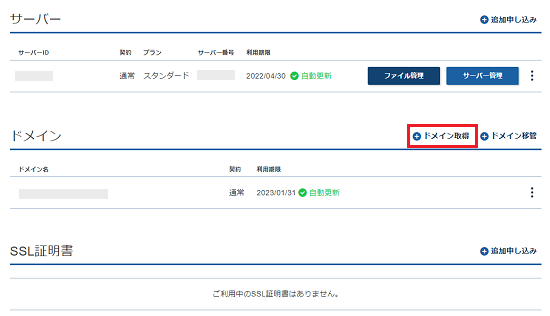 サーバー
追加申し込み
サーバーID 契約 プラン サーバー番号 利用期限
通常 スタンダード 2022/04/30 自動更新 ファイル管理 サーバー管理
ドメイン
ドメイン取得 ドメイン移管
ドメイン名 契約 利用期限
通常 2023/01/31 自動更新
SSL証明書
追加申し込み
ご利用中のSSL証明書はありません。